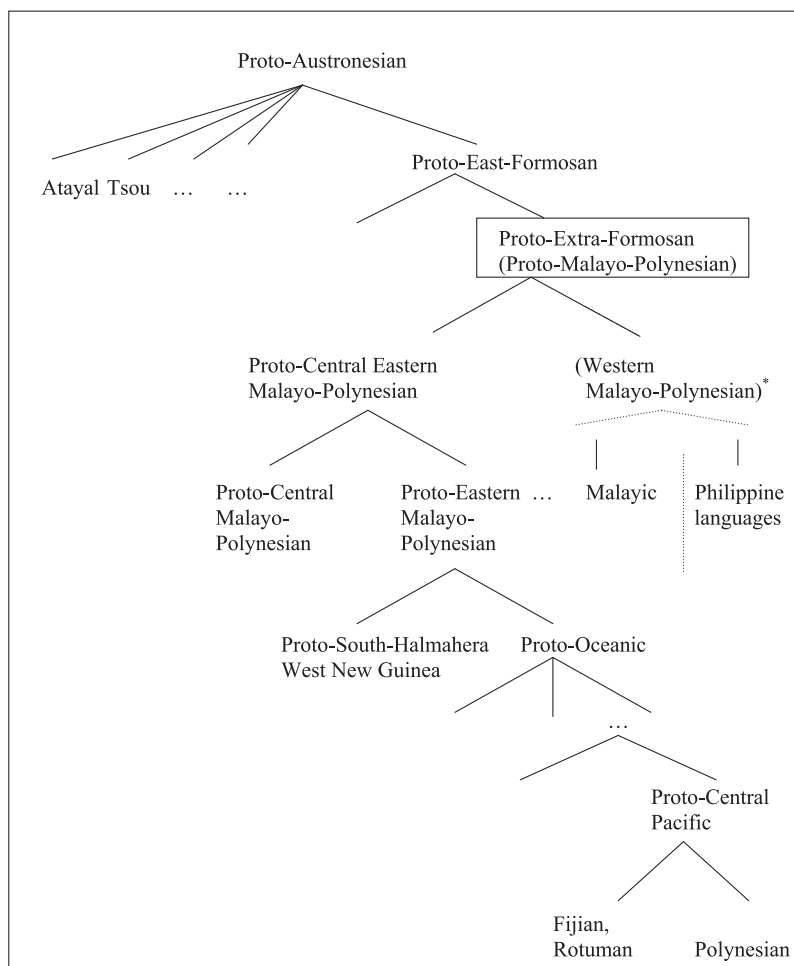 Proto-Austronesian
Proto-East-Formosan
Atayal Tsou … …
Proto-Extra-Formosan
(Proto-Malayo-Polynesian)
Proto-Central Eastern
Malayo-Polynesian
(Western
Malayo-Polynesian)*
Proto-Central
Malayo-
Polynesian
Proto-Eastern
Malayo-
Polynesian
…
Malayic
Philippine
languages
Proto-South-Halmahera
West New Guinea
Proto-Oceanic
…
Proto-Central
Pacific
Fijian,
Rotuman
Polynesian